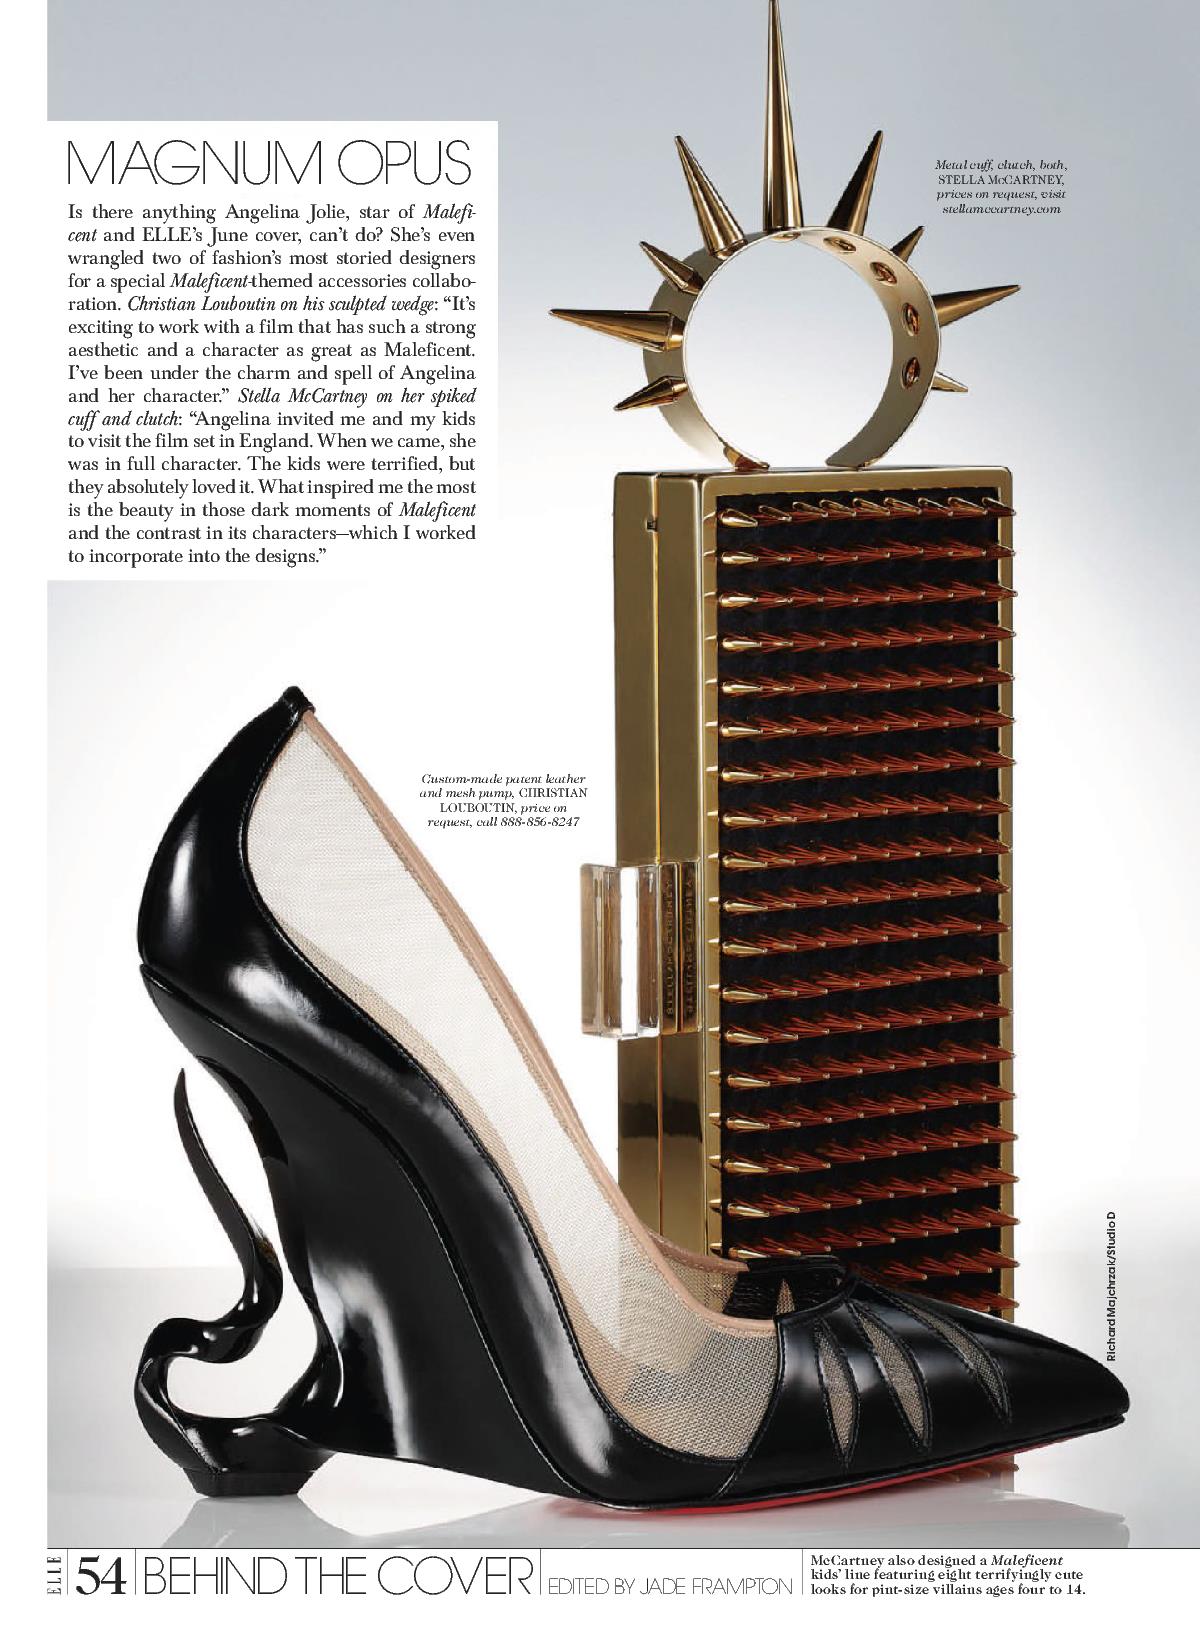 MAGNUM OPUS
Is there anything Angelina Jolie, star of Malefi-
cent and ELLE's June cover, can't do? She's even
wrangled two of fashion's most storied designers
for a special Maleficent-themed accessories collabo-
ration. Christian Louboutin on his sculpted wedge: “It's
exciting to work with a film that has such a strong
aesthetic and a character as great as Maleficent.
I've been under the charm and spell of Angelina
and her character.” Stella McCartney on her spiked
cuff and clutch: “Angelina invited me and my kids
to visit the film set in England. When we came, she
was in full character. The kids were terrified, but
they absolutely loved it. What inspired me the most
is the beauty in those dark moments of Maleficent
and the contrast in its characters—which I worked
to incorporate into the designs.”
Metal cuff, clutch, both,
STELLA McCARTNEY,
prices on request, visit
stellamccartney.com
Custom-made patent leather
and mesh pump, CHRISTIAN
LOUBOUTIN, price on
request, call 888-856-8247
STELLA McCARTNEY
STELLA McCARTNEY
Richard Majchrzak/Studio D
ELLE
54
BEHIND THE COVER
EDITED BY JADE FRAMPTON
McCartney also designed a Maleficent
kids' line featuring eight terrifyingly cute
looks for pint-size villains ages four to 14.